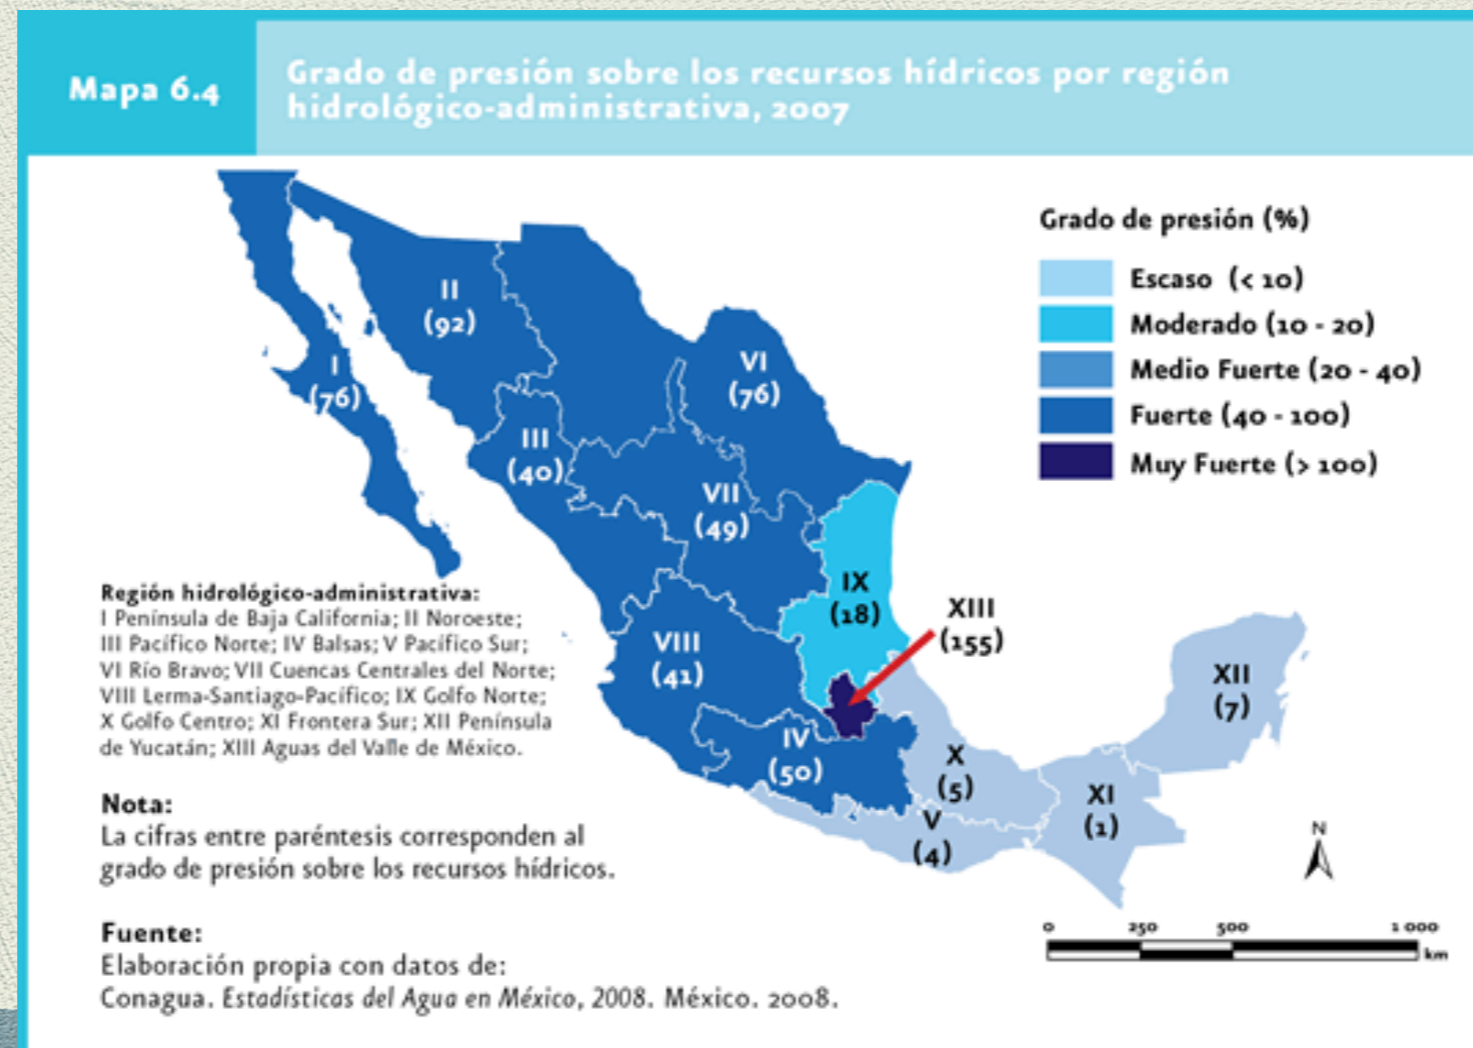 Mapa 6.4
Grado de presión sobre los recursos hídricos por región
hidrológico-administrativa, 2007
Grado de presión (%)
Escaso (< 10)
Moderado (10 - 20)
Medio Fuerte (20 - 40)
Fuerte (40 - 100)
Muy Fuerte (> 100)
I
(76)
II
(92)
III
(40)
VI
(76)
VII
(49)
VIII
(41)
IX
(18)
XIII
(155)
IV
(50)
X
(5)
V
(4)
XI
(1)
XII
(7)
Región hidrológico-administrativa:
I Península de Baja California; II Noroeste;
III Pacífico Norte; IV Balsas; V Pacífico Sur;
VI Río Bravo; VII Cuencas Centrales del Norte;
VIII Lerma-Santiago-Pacífico; IX Golfo Norte;
X Golfo Centro; XI Frontera Sur; XII Península
de Yucatán; XIII Aguas del Valle de México.
Nota:
La cifras entre paréntesis corresponden al
grado de presión sobre los recursos hídricos.
Fuente:
Elaboración propia con datos de:
Conagua. Estadísticas del Agua en México, 2008. México. 2008.
N
0 250 500 1 000
km